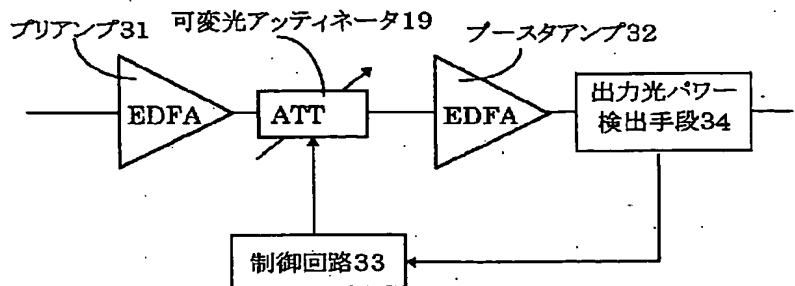 プリアンプ31
可変光アッティネータ19
ブースタアンプ32
EDFA
ATT
EDFA
出力光パワー
検出手段34
制御回路33